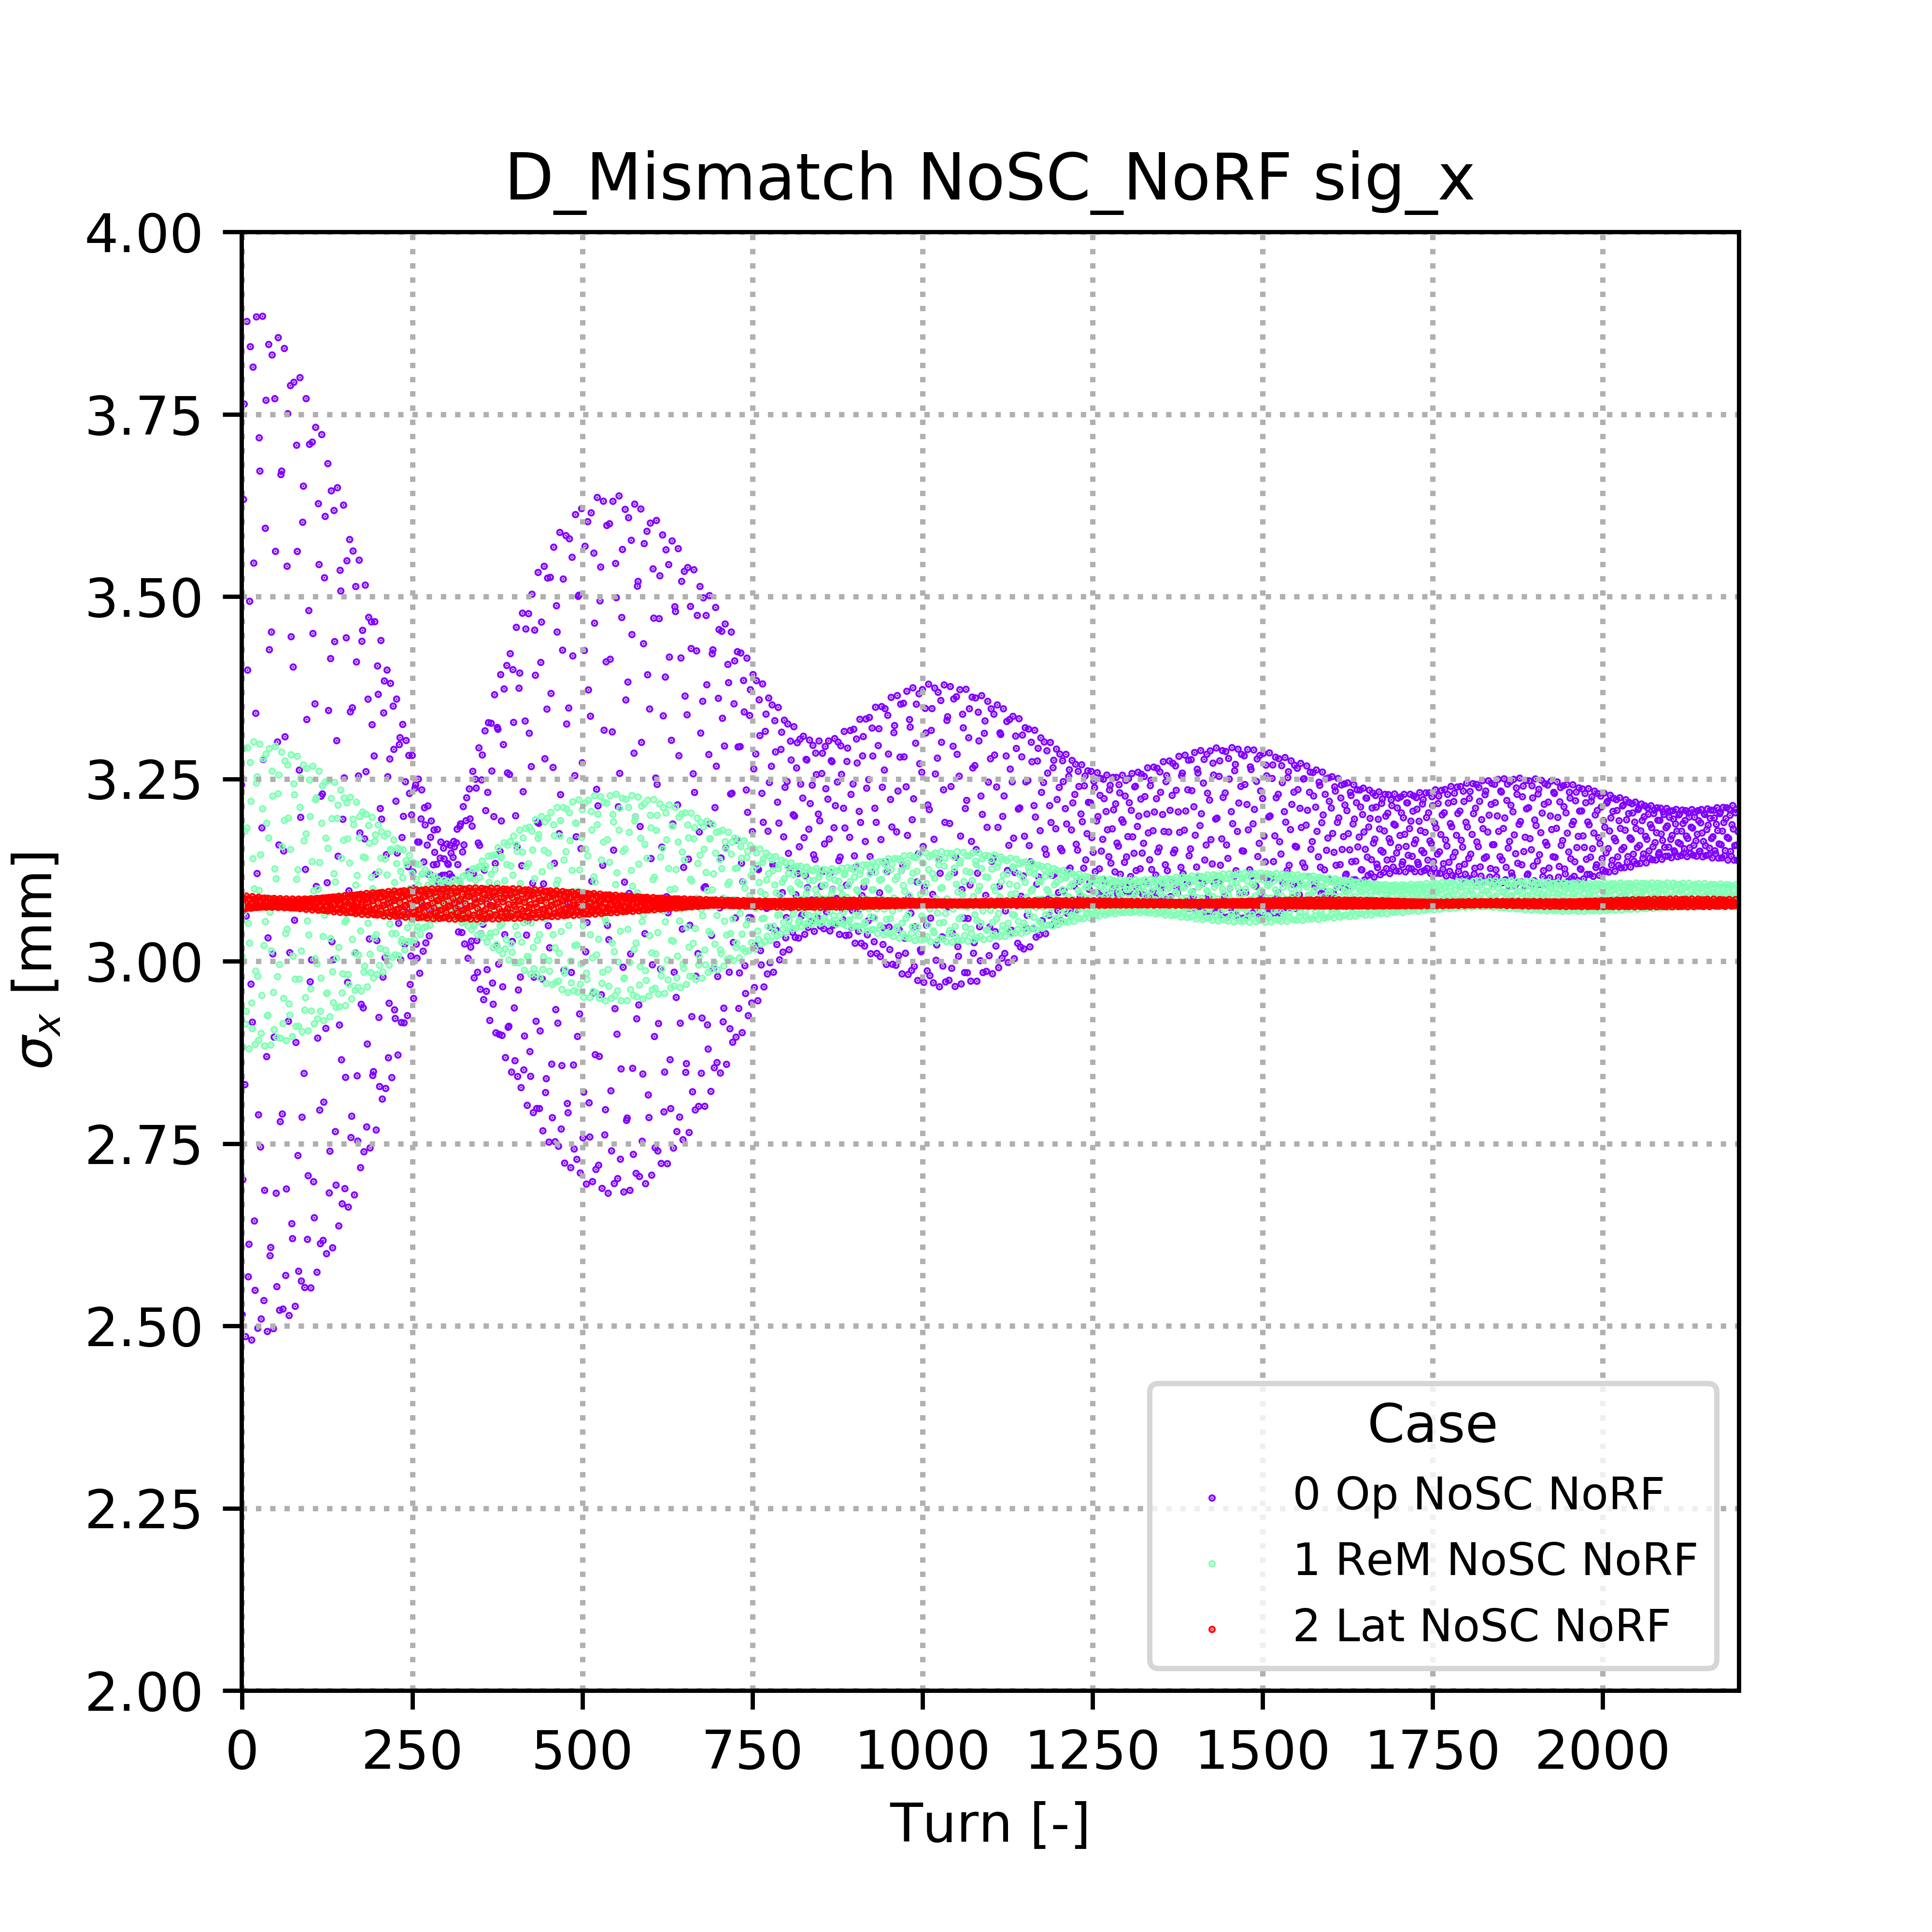 D_Mismatch NoSC_NoRF sig_x
4.00
3.75
3.50
3.25
3.00
2.75
2.50
2.25
2.00
σx [mm]
0 250 500 750 1000 1250 1500 1750 2000
Turn [-]
Case
0 Op NoSC NoRF
1 ReM NoSC NoRF
2 Lat NoSC NoRF